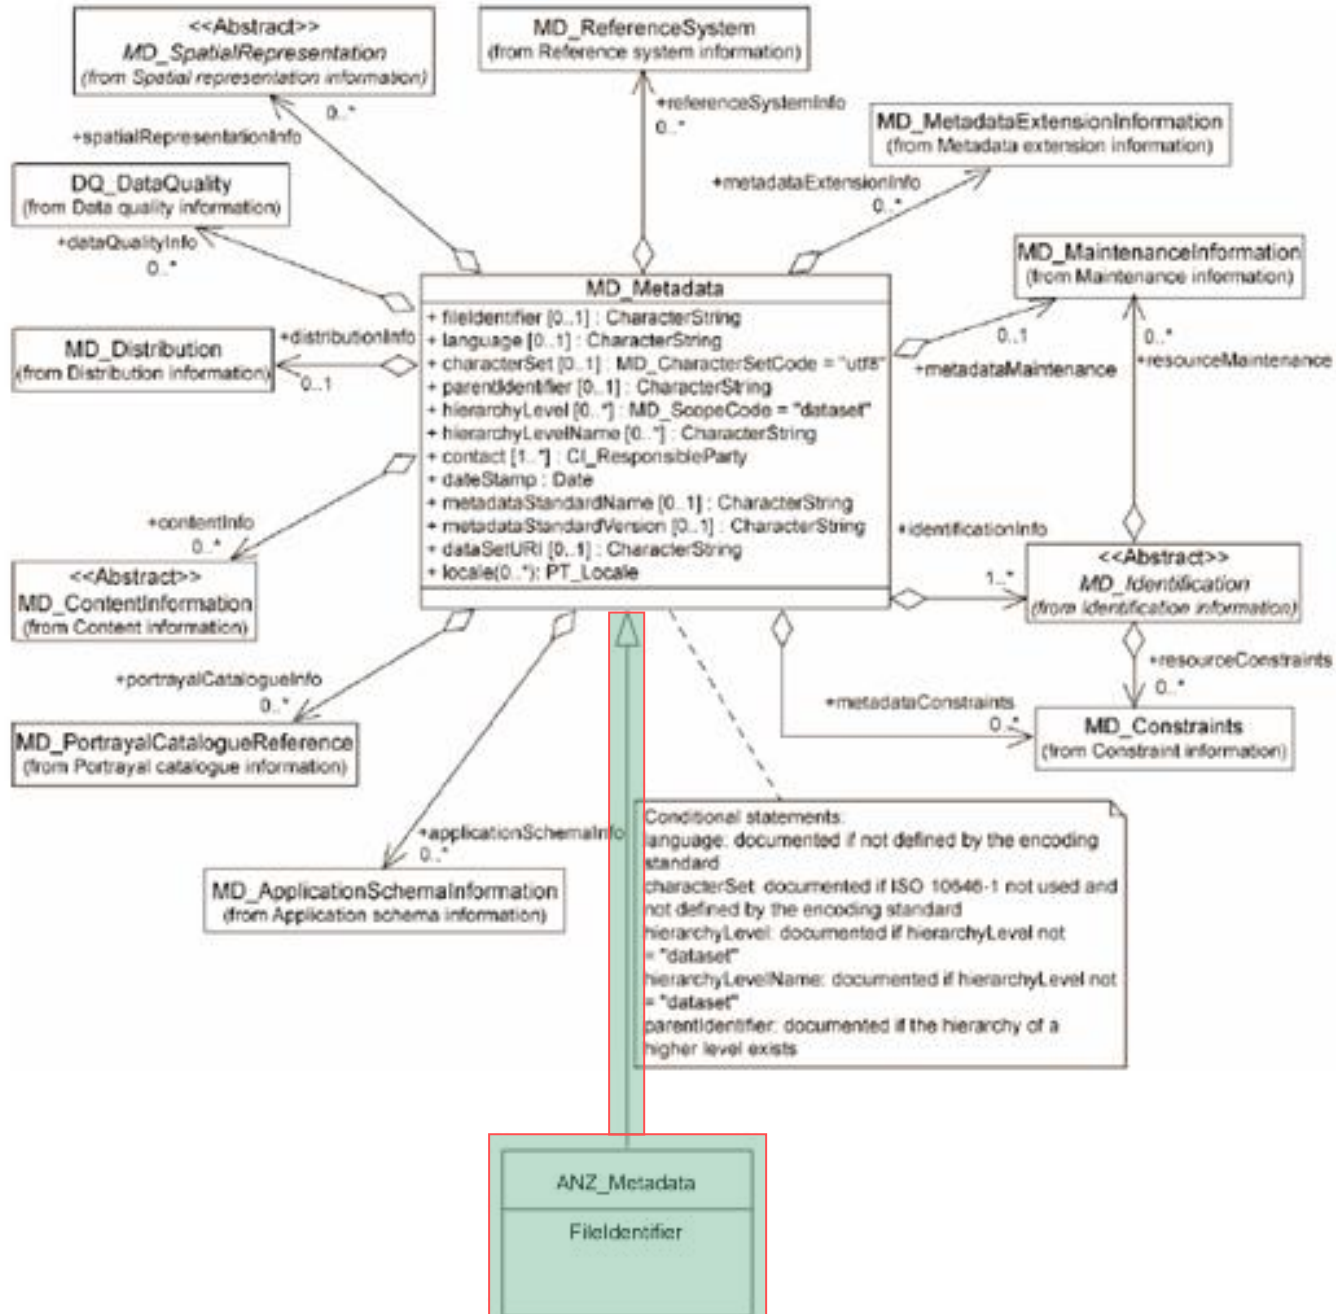 <<Abstract>>
MD_SpatialRepresentation
(from Spatial representation information)
MD_ReferenceSystem
(from Reference system information)
0..*
+spatialRepresentationInfo
+referenceSystemInfo
0..*
MD_MetadataExtensionInformation
(from Metadata extension information)
+metadataExtensionInfo
0..*
DQ_DataQuality
(from Data quality information)
+dataQualityInfo
0..*
MD_MaintenanceInformation
(from Maintenance information)
0..1
+metadataMaintenance
0..*
+resourceMaintenance
MD_Distribution
(from Distribution information)
+distributionInfo
0..1
MD_Metadata
+ fileIdentifier [0..1] : CharacterString
+ language [0..1] : CharacterString
+ characterSet [0..1] : MD_CharacterSetCode = "utf8"
+ parentIdentifier [0..1] : CharacterString
+ hierarchyLevel [0..*] : MD_ScopeCode = "dataset"
+ hierarchyLevelName [0..*] : CharacterString
+ contact [1..*] : CI_ResponsibleParty
+ dateStamp : Date
+ metadataStandardName [0..1] : CharacterString
+ metadataStandardVersion [0..1] : CharacterString
+ dataSetURI [0..1] : CharacterString
+ locale(0..*): PT_Locale
+contentInfo
0..*
<<Abstract>>
MD_ContentInformation
(from Content information)
+identificationInfo
1..*
<<Abstract>>
MD_Identification
(from Identification information)
+portrayalCatalogueInfo
0..*
MD_PortrayalCatalogueReference
(from Portrayal catalogue information)
+resourceConstraints
0..*
+metadataConstraints
0..*
MD_Constraints
(from Constraint information)
+applicationSchemaInfo
0..*
MD_ApplicationSchemaInformation
(from Application schema information)
Conditional statements:
language: documented if not defined by the encoding
standard
characterSet: documented if ISO 10646-1 not used and
not defined by the encoding standard
hierarchyLevel: documented if hierarchyLevel not
= "dataset"
hierarchyLevelName: documented if hierarchyLevel not
= "dataset"
parentIdentifier: documented if the hierarchy of a
higher level exists
ANZ_Metadata
FileIdentifier